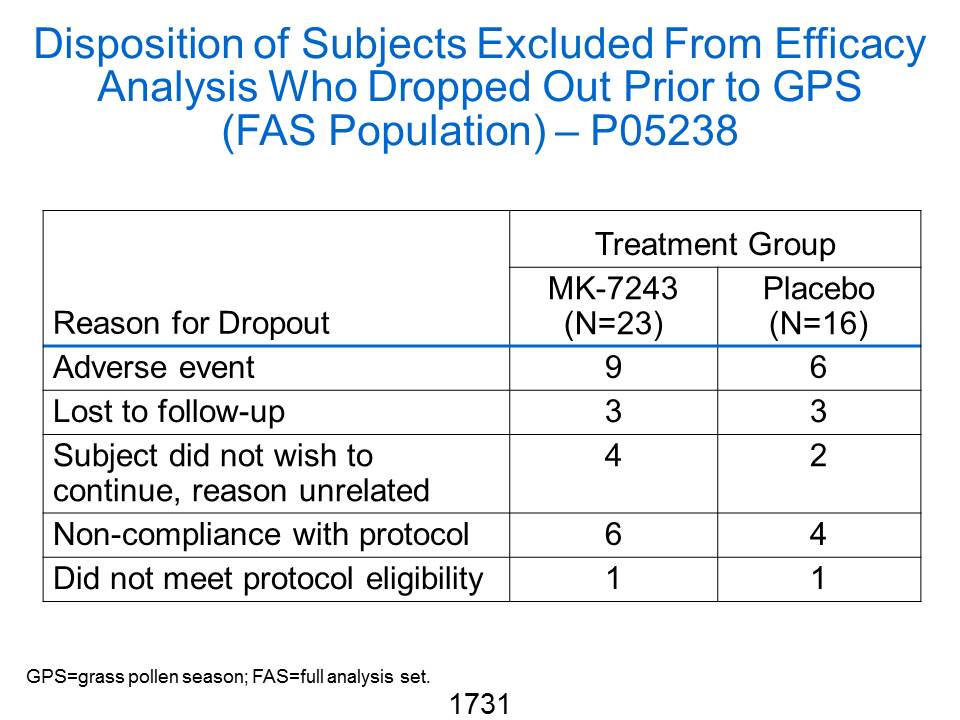 Disposition of Subjects Excluded From Efficacy
Analysis Who Dropped Out Prior to GPS
(FAS Population) – P05238
Treatment Group
Reason for Dropout
MK-7243
(N=23)
Placebo
(N=16)
Adverse event 9 6
Lost to follow-up 3 3
Subject did not wish to 4 2
continue, reason unrelated
Non-compliance with protocol 6 4
Did not meet protocol eligibility 1 1
GPS=grass pollen season; FAS=full analysis set.
1731